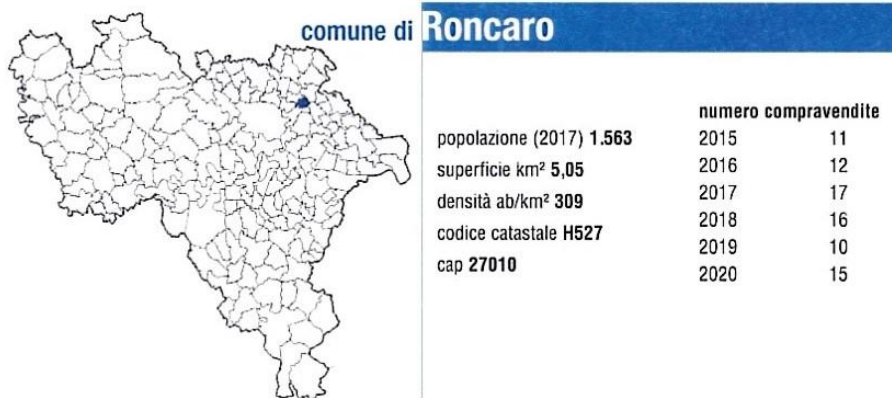 comune di Roncaro
popolazione (2017) 1.563
superficie km² 5,05
densità ab/km² 309
codice catastale H527
cap 27010
numero compravendite
2015 11
2016 12
2017 17
2018 16
2019 10
2020 15